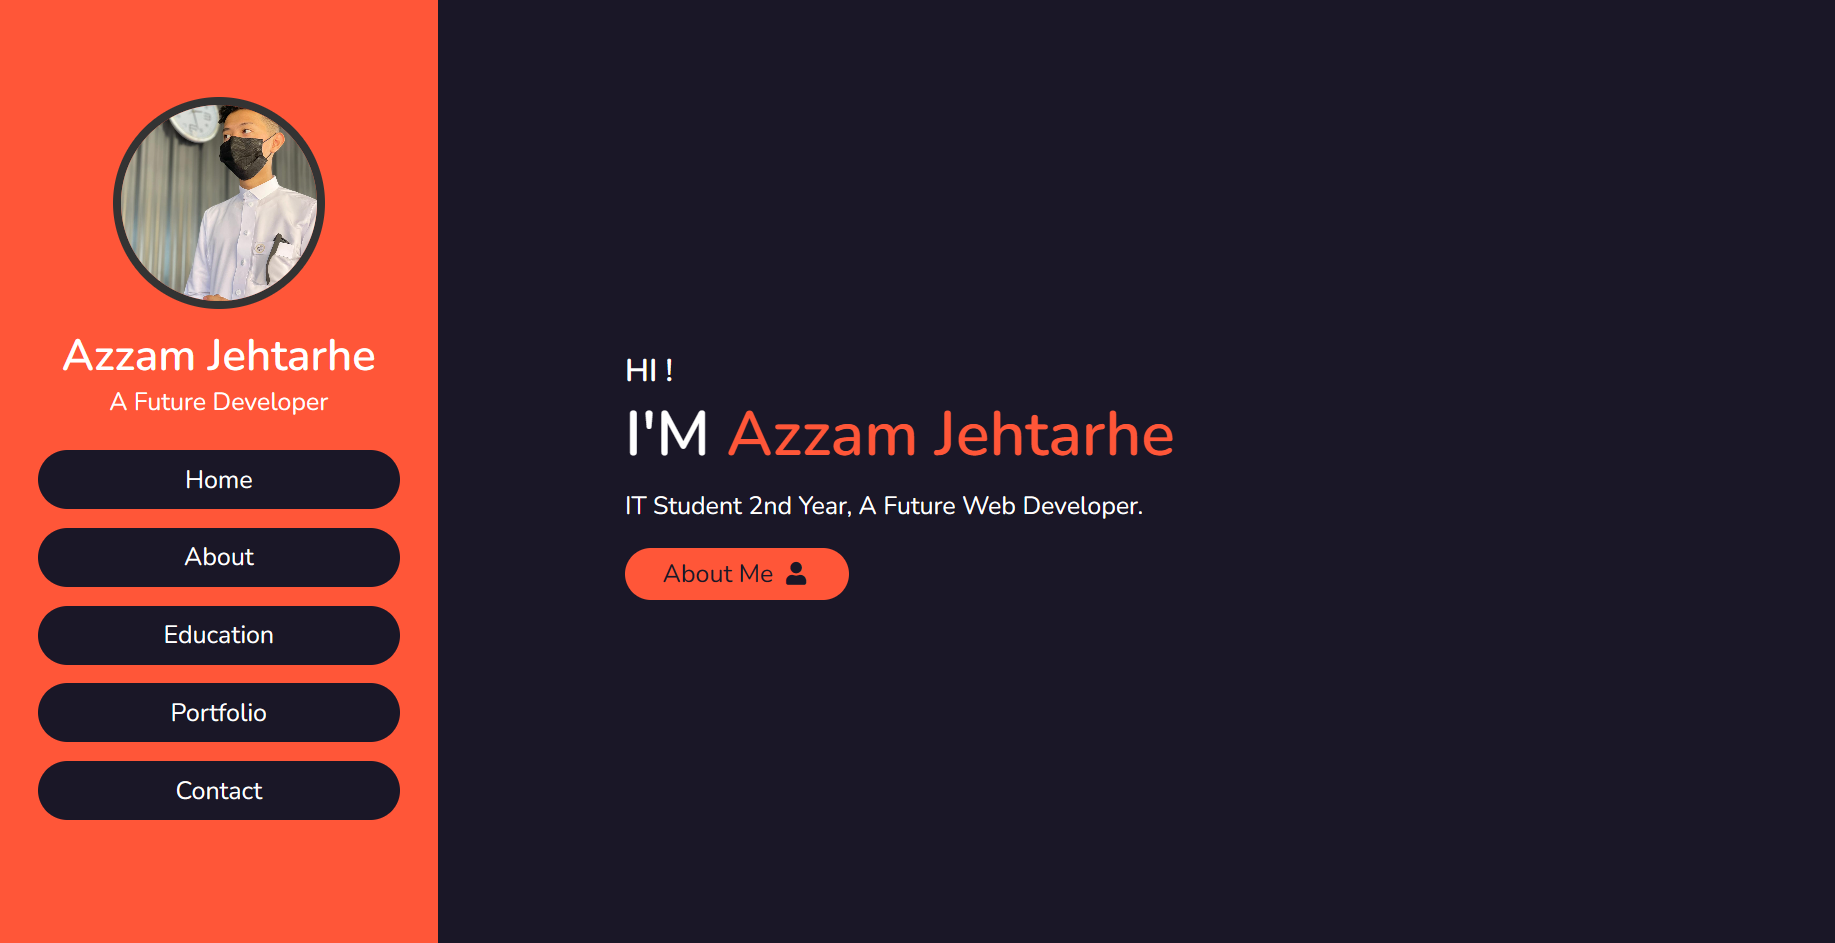 Azzam Jehtarhe
A Future Developer
Home
About
Education
Portfolio
Contact
HI !
I'M Azzam Jehtarhe
IT Student 2nd Year, A Future Web Developer.
About Me